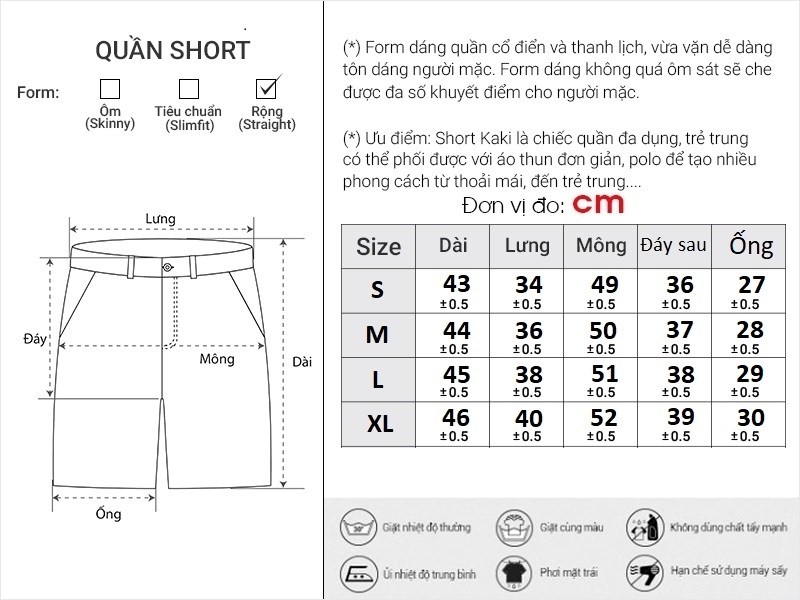 QUẦN SHORT
Form:
Ôm
(Skinny)
Tiêu chuẩn
(Slimfit)
Rộng
(Straight)
Lưng
Đáy
Mông
Dài
Ống
(*) Form dáng quần cổ điển và thanh lịch, vừa vặn dễ dàng
tôn dáng người mặc. Form dáng không quá ôm sát sẽ che
được đa số khuyết điểm cho người mặc.
(*) Ưu điểm: Short Kaki là chiếc quần đa dụng, trẻ trung
có thể phối được với áo thun đơn giản, polo để tạo nhiều
phong cách từ thoải mái, đến trẻ trung....
Đơn vị đo: cm
Size Dài Lưng Mông Đáy sau Ống
S 43 ±0.5 34 ±0.5 49 ±0.5 36 ±0.5 27 ±0.5
M 44 ±0.5 36 ±0.5 50 ±0.5 37 ±0.5 28 ±0.5
L 45 ±0.5 38 ±0.5 51 ±0.5 38 ±0.5 29 ±0.5
XL 46 ±0.5 40 ±0.5 52 ±0.5 39 ±0.5 30 ±0.5
30°
Giặt nhiệt độ thường
Giặt cùng màu
Không dùng chất tẩy mạnh
Ủi nhiệt độ trung bình
Phơi mặt trái
Hạn chế sử dụng máy sấy